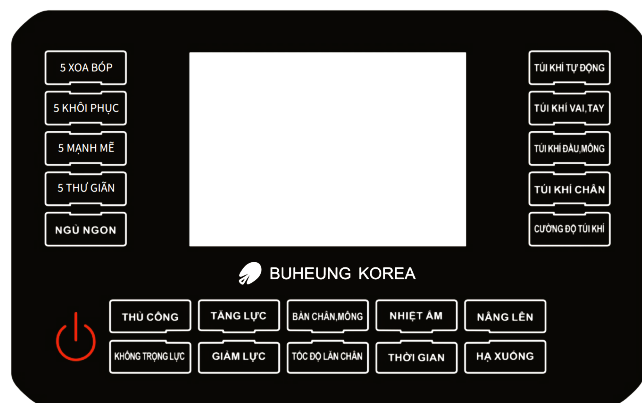 5 XOA BÓP
5 KHÔI PHỤC
5 MẠNH MẼ
5 THƯ GIÃN
NGỦ NGON
TÚI KHÍ TỰ ĐỘNG
TÚI KHÍ VAI,TAY
TÚI KHÍ ĐẦU,MÔNG
TÚI KHÍ CHÂN
CƯỜNG ĐỘ TÚI KHÍ
BUHEUNG KOREA
THỦ CÔNG
TĂNG LỰC
BÀN CHÂN,MÔNG
NHIỆT ẤM
NÂNG LÊN
KHÔNG TRỌNG LỰC
GIẢM LỰC
TỐC ĐỘ LĂN CHÂN
THỜI GIAN
HẠ XUỐNG